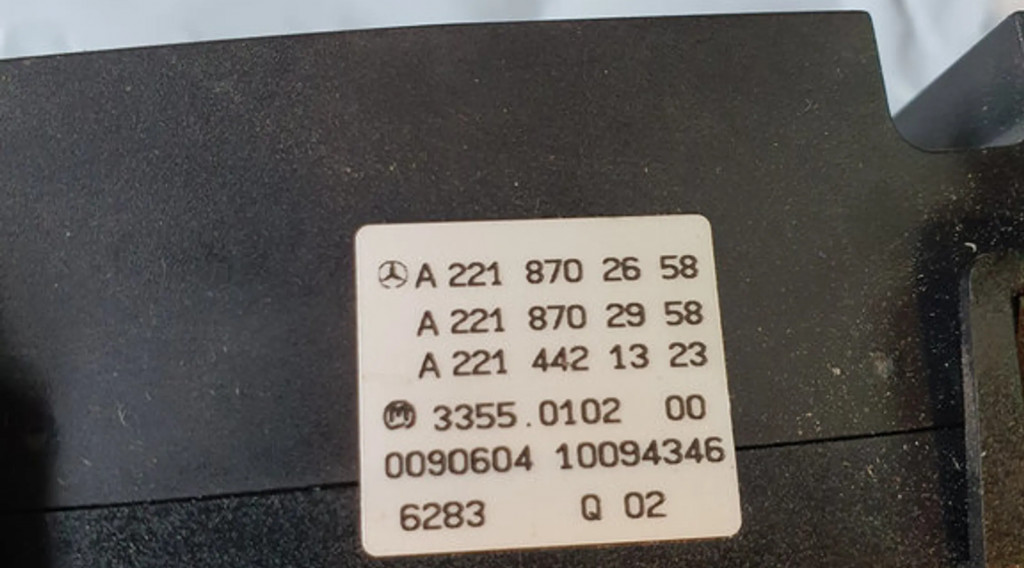 A 221 870 26 58
A 221 870 29 58
A 221 442 13 23
M 3355.0102 00
0090604 10094346
6283 Q 02